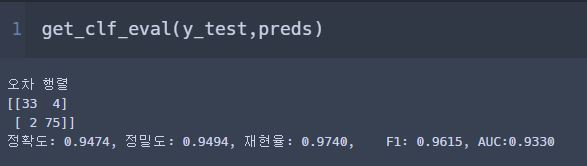 1 get_clf_eval(y_test,preds)
오차 행렬
[[33  4]
 [ 2 75]]
정확도: 0.9474, 정밀도: 0.9494, 재현율: 0.9740,    F1: 0.9615, AUC:0.9330